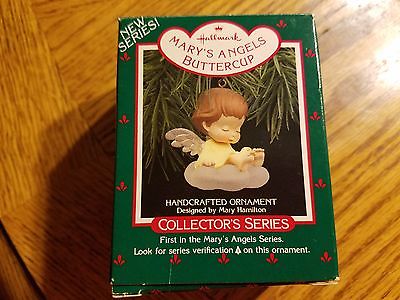 NEW
SERIES!
Hallmark
MARY'S ANGELS
BUTTERCUP
HANDCRAFTED ORNAMENT
Designed by Mary Hamilton
COLLECTOR'S SERIES
First in the Mary's Angels Series.
Look for series verification on this ornament.